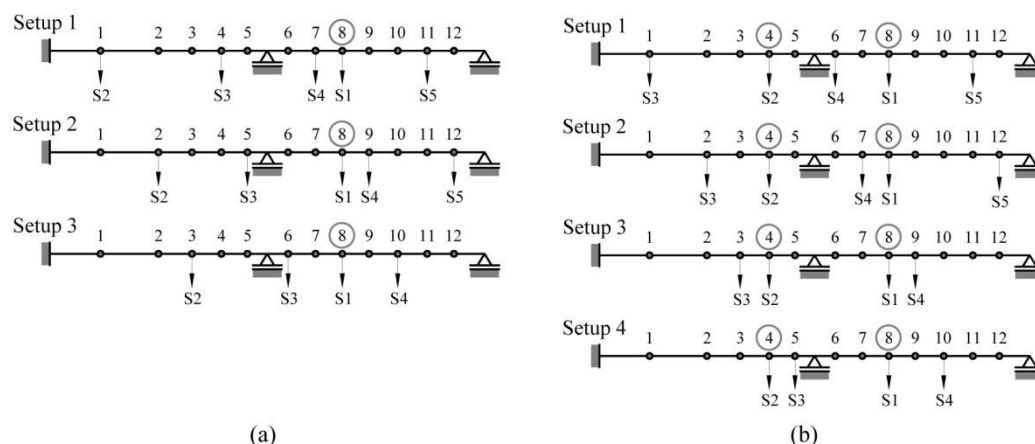 Setup 1
1 2 3 4 5 6 7 8 9 10 11 12
S2 S3 S4 S1 S5
Setup 2
1 2 3 4 5 6 7 8 9 10 11 12
S2 S3 S1 S4 S5
Setup 3
1 2 3 4 5 6 7 8 9 10 11 12
S2 S3 S1 S4
(a)
Setup 1
1 2 3 4 5 6 7 8 9 10 11 12
S3 S2 S4 S1 S5
Setup 2
1 2 3 4 5 6 7 8 9 10 11 12
S3 S2 S4 S1 S5
Setup 3
1 2 3 4 5 6 7 8 9 10 11 12
S3 S2 S1 S4
Setup 4
1 2 3 4 5 6 7 8 9 10 11 12
S2 S3 S1 S4
(b)